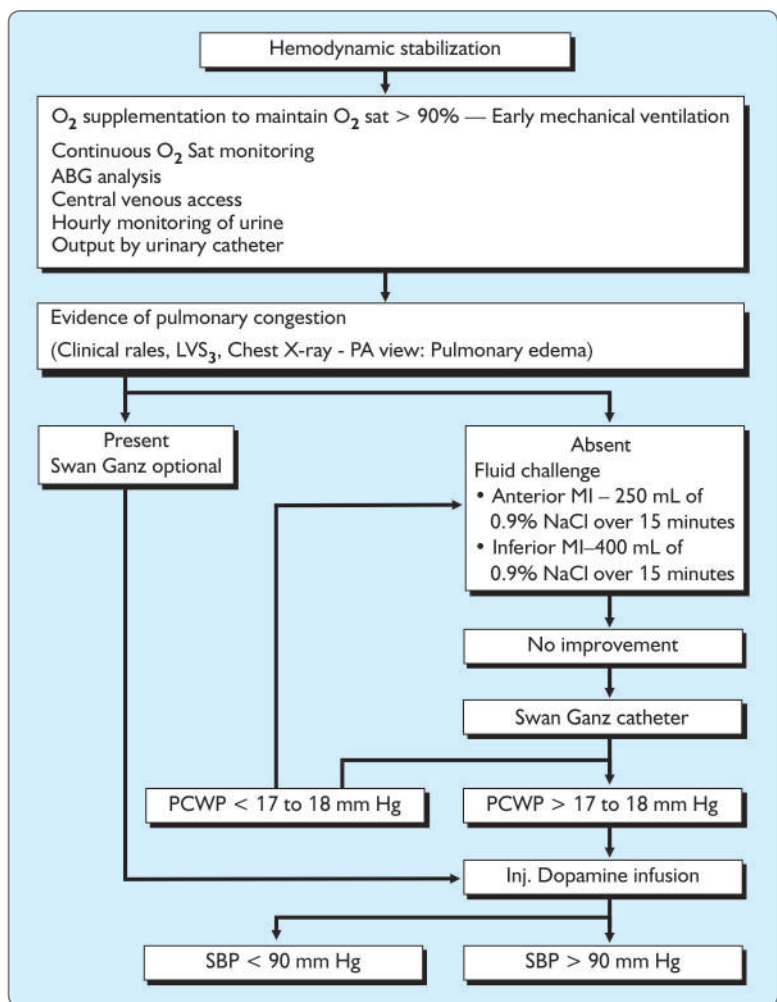 Hemodynamic stabilization
O2 supplementation to maintain O2 sat > 90% — Early mechanical ventilation
Continuous O2 Sat monitoring
ABG analysis
Central venous access
Hourly monitoring of urine
Output by urinary catheter
Evidence of pulmonary congestion
(Clinical rales, LVS3, Chest X-ray - PA view: Pulmonary edema)
Present
Swan Ganz optional
Absent
Fluid challenge
• Anterior MI – 250 mL of
0.9% NaCl over 15 minutes
• Inferior MI–400 mL of
0.9% NaCl over 15 minutes
No improvement
Swan Ganz catheter
PCWP < 17 to 18 mm Hg
PCWP > 17 to 18 mm Hg
Inj. Dopamine infusion
SBP < 90 mm Hg
SBP > 90 mm Hg